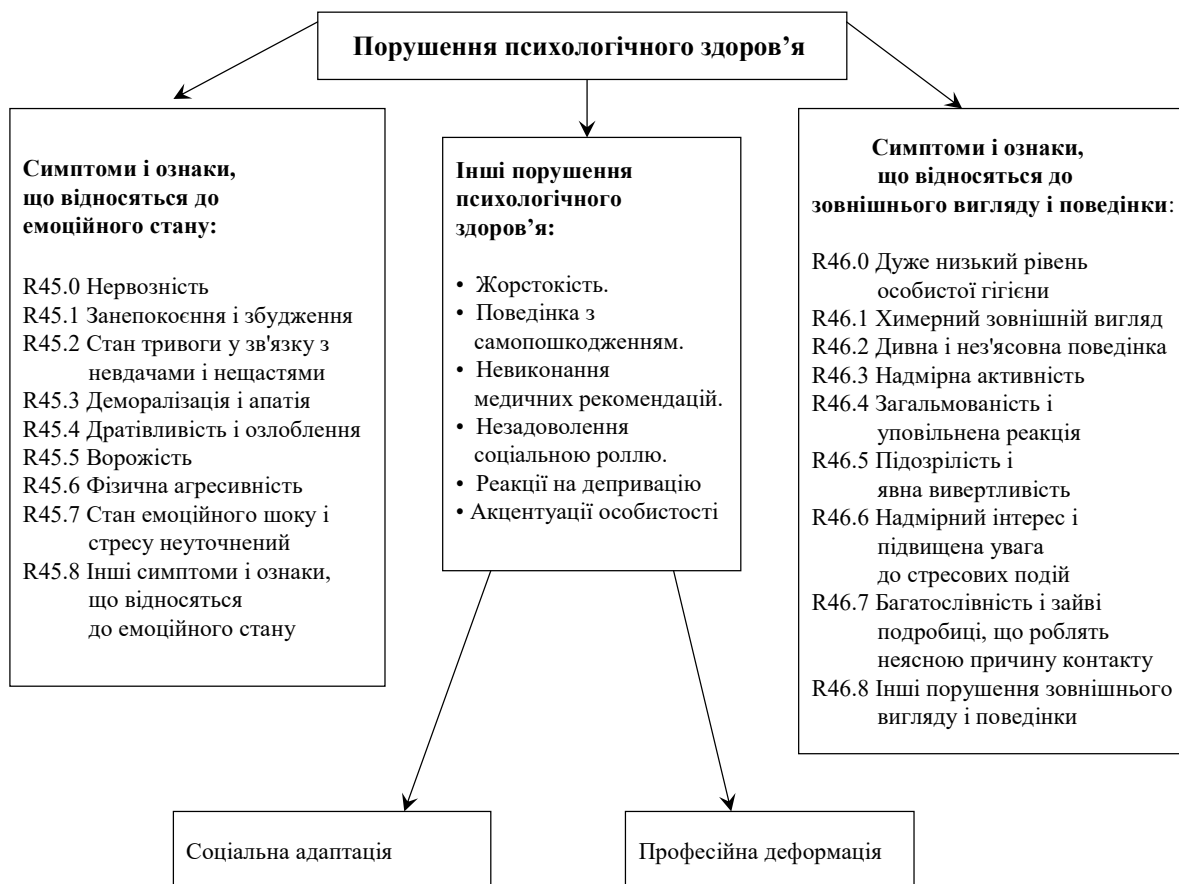 Порушення психологічного здоров’я
Симптоми і ознаки,
що відносяться до
емоційного стану:
R45.0 Нервозність
R45.1 Занепокоєння і збудження
R45.2 Стан тривоги у зв'язку з
невдачами і нещастями
R45.3 Деморалізація і апатія
R45.4 Дратівливість і озлоблення
R45.5 Ворожість
R45.6 Фізична агресивність
R45.7 Стан емоційного шоку і
стресу неуточнений
R45.8 Інші симптоми і ознаки,
що відносяться
до емоційного стану
Інші порушення
психологічного
здоров’я:
• Жорстокість.
• Поведінка з
самопошкодженням.
• Невиконання
медичних рекомендацій.
• Незадоволення
соціальною роллю.
• Реакції на депривацію
• Акцентуації особистості
Симптоми і ознаки,
що відносяться до
зовнішнього вигляду і поведінки:
R46.0 Дуже низький рівень
особистої гігієни
R46.1 Химерний зовнішній вигляд
R46.2 Дивна і нез'ясовна поведінка
R46.3 Надмірна активність
R46.4 Загальмованість і
уповільнена реакція
R46.5 Підозрілість і
явна вивертливість
R46.6 Надмірний інтерес і
підвищена увага
до стресових подій
R46.7 Багатослівність і зайві
подробиці, що роблять
неясною причину контакту
R46.8 Інші порушення зовнішнього
вигляду і поведінки
Соціальна адаптація
Професійна деформація